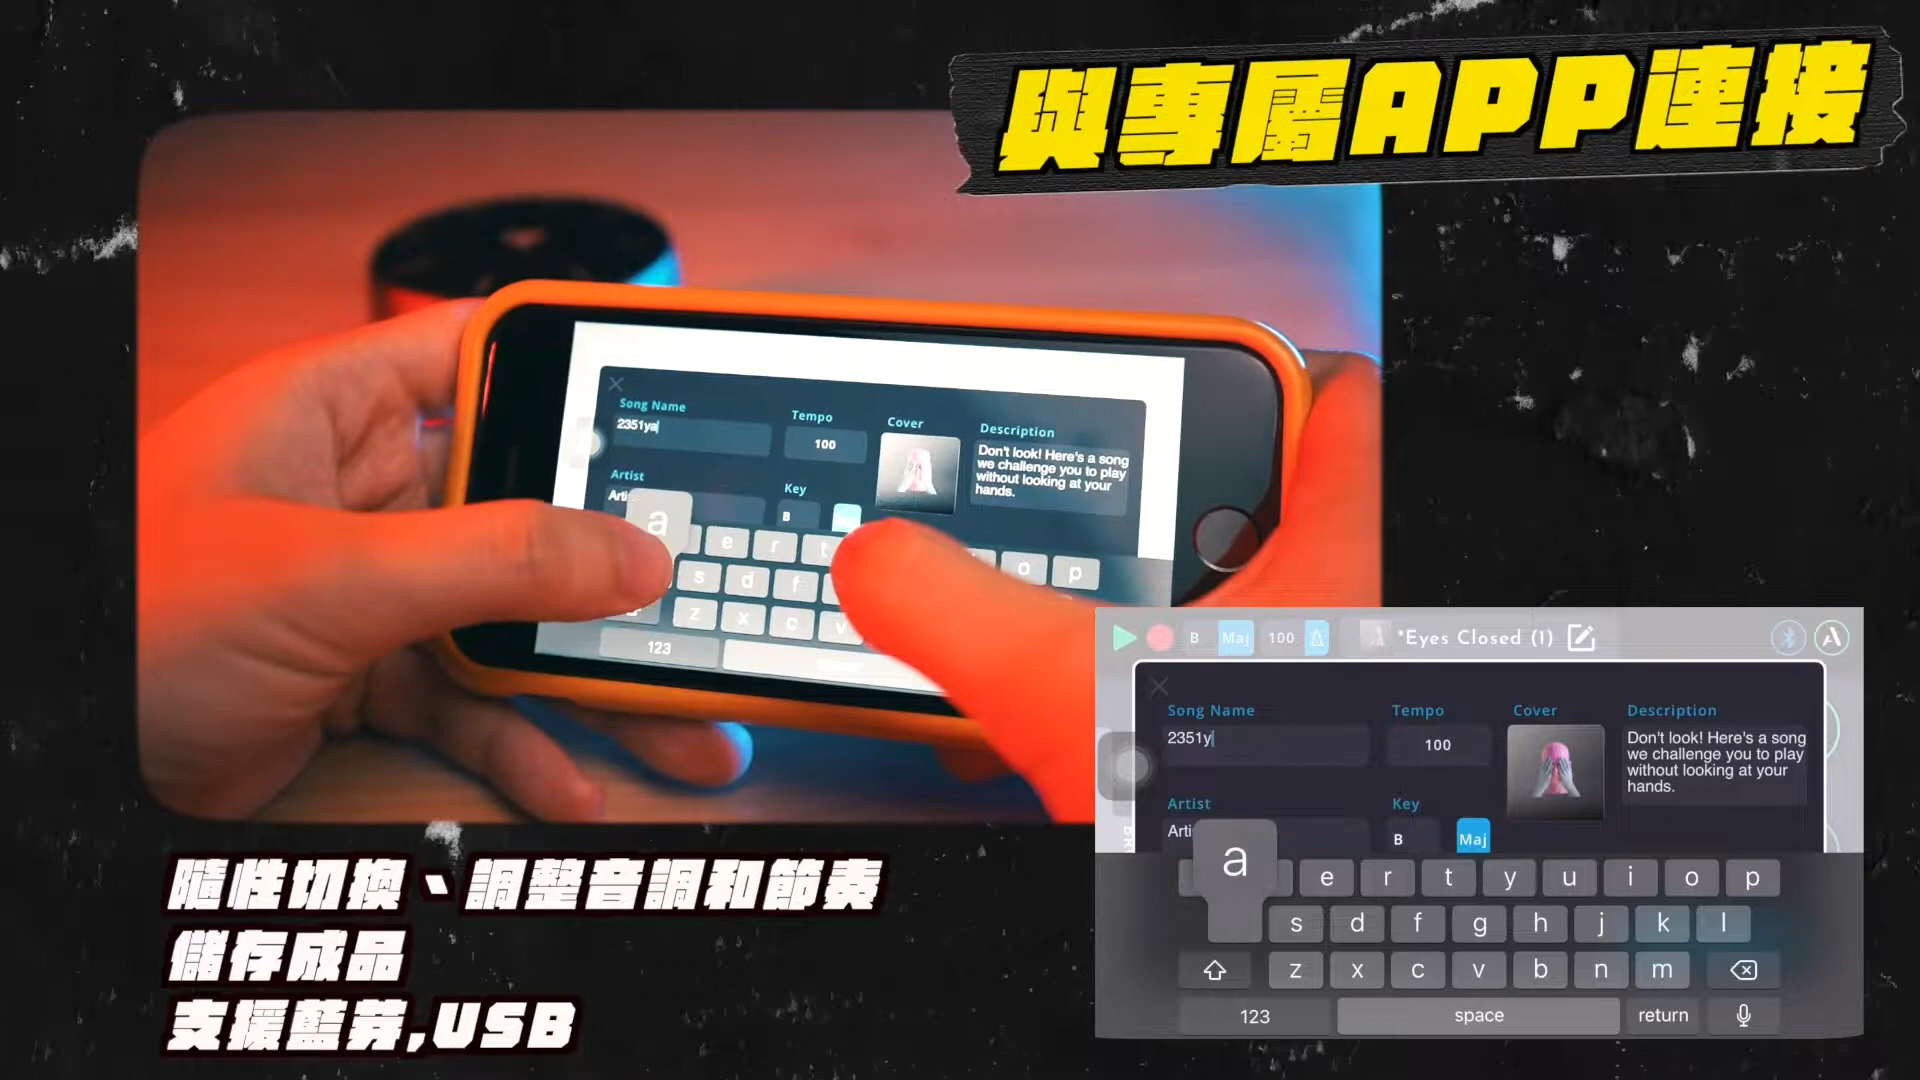 與專屬APP連接
Song Name
2351ya
Tempo
100
Cover
Description
Don't look! Here's a song
we challenge you to play
without looking at your
hands.
Artist
Key
B
a
e r t o p
s d f
z x c v
123
B Maj 100 *Eyes Closed (1)
Song Name
2351y
Tempo
100
Cover
Description
Don't look! Here's a song
we challenge you to play
without looking at your
hands.
Artist
Arti
Key
B Maj
a
e r t y u i o p
s d f g h j k l
z x c v b n m
123 space return
隨性切換、調整音調和節奏
儲存成品
支援藍芽,USB